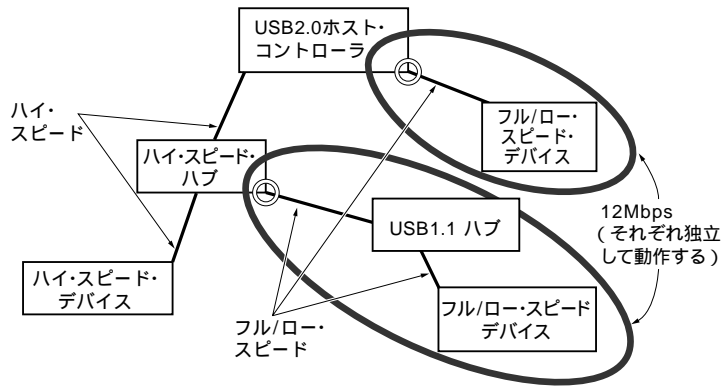 USB2.0ホスト・
コントローラ
ハイ・
スピード
フル/ロー・
スピード・
デバイス
ハイ・スピード・
ハブ
12Mbps
(それぞれ独立
して動作する)
USB1.1 ハブ
ハイ・スピード・
デバイス
フル/ロー・スピード
デバイス
フル/ロー・
スピード